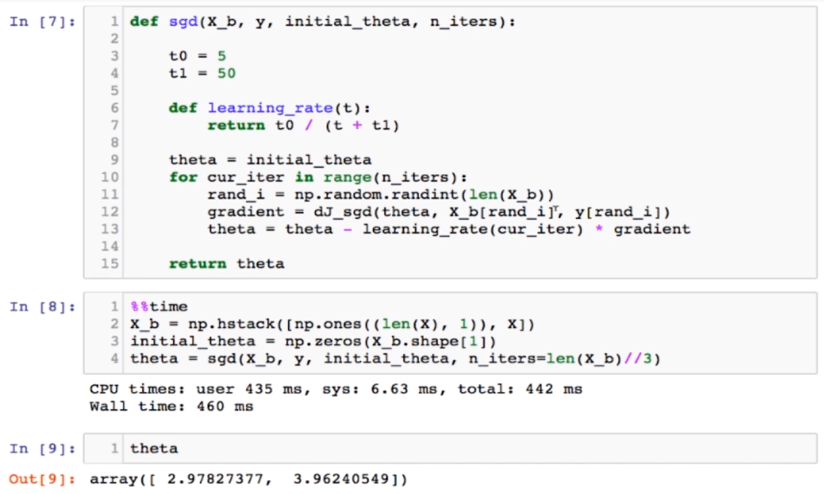 In [7]:
1 def sgd(X_b, y, initial_theta, n_iters):
2
3     t0 = 5
4     t1 = 50
5
6     def learning_rate(t):
7         return t0 / (t + t1)
8
9     theta = initial_theta
10     for cur_iter in range(n_iters):
11         rand_i = np.random.randint(len(X_b))
12         gradient = dJ_sgd(theta, X_b[rand_i], y[rand_i])
13         theta = theta - learning_rate(cur_iter) * gradient
14
15     return theta
In [8]:
1 %%time
2 X_b = np.hstack([np.ones((len(X), 1)), X])
3 initial_theta = np.zeros(X_b.shape[1])
4 theta = sgd(X_b, y, initial_theta, n_iters=len(X_b)//3)
CPU times: user 435 ms, sys: 6.63 ms, total: 442 ms
Wall time: 460 ms
In [9]: 1 theta
Out[9]: array([ 2.97827377,  3.96240549])